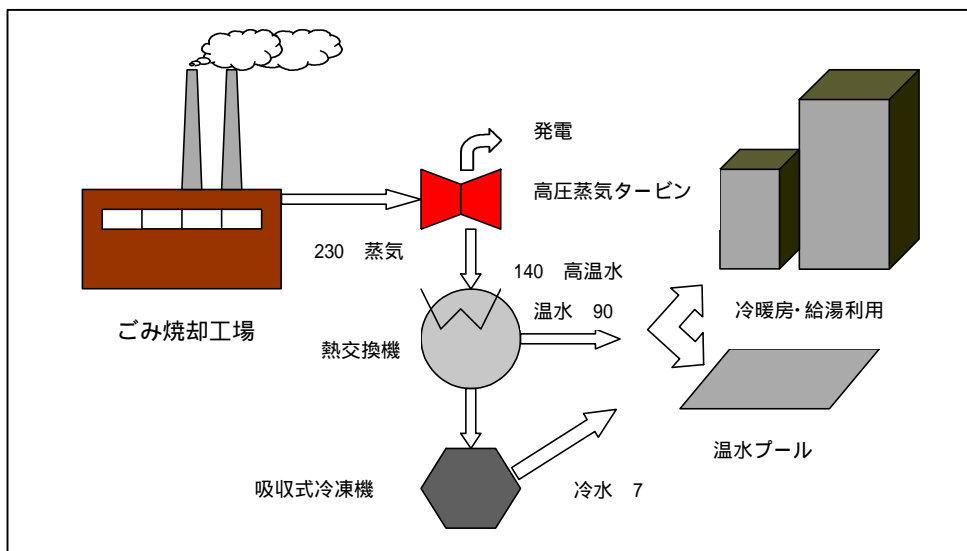 発電
高圧蒸気タービン
230　蒸気
140　高温水
温水　90
ごみ焼却工場
熱交換機
冷暖房・給湯利用
温水プール
吸収式冷凍機
冷水　7